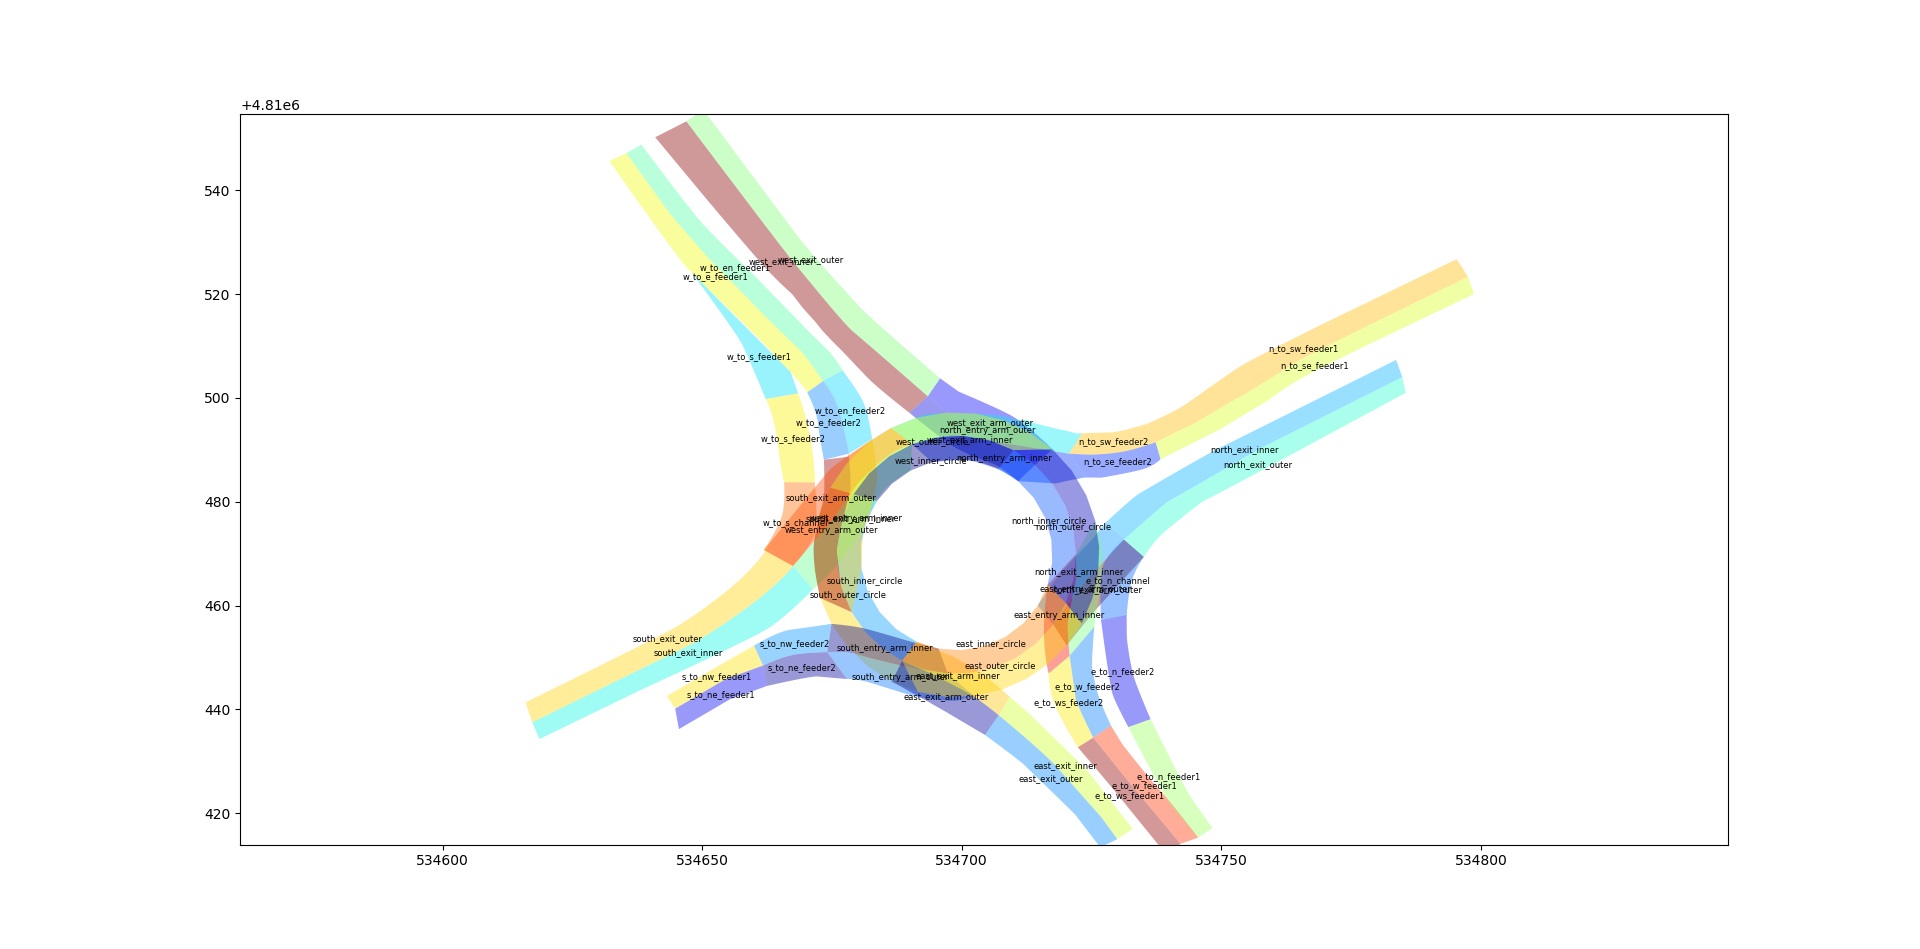 +4.81e6
540
520
500
480
460
440
420
534600
534650
534700
534750
534800
west_exit_outer
w_to_en_feeder1
w_to_e_feeder1
w_to_s_feeder1
n_to_sw_feeder1
n_to_se_feeder1
w_to_en_feeder2
w_to_e_feeder2
w_to_s_feeder2
west_exit_arm_outer
north_entry_arm_outer
west_outer_circle
west_exit_arm_inner
n_to_sw_feeder2
north_exit_inner
west_inner_circle
north_entry_arm_inner
n_to_se_feeder2
north_exit_outer
south_exit_arm_outer
w_to_s_channel
west_entry_arm_inner
west_entry_arm_outer
north_inner_circle
north_outer_circle
north_exit_arm_inner
e_to_n_channel
south_inner_circle
south_outer_circle
east_entry_arm_inner
south_exit_outer
south_exit_inner
s_to_nw_feeder2
south_entry_arm_inner
east_inner_circle
s_to_ne_feeder2
east_outer_circle
s_to_nw_feeder1
south_entry_arm_outer
east_exit_arm_inner
e_to_n_feeder2
s_to_ne_feeder1
east_exit_arm_outer
e_to_w_feeder2
e_to_ws_feeder2
east_exit_inner
east_exit_outer
e_to_n_feeder1
e_to_w_feeder1
e_to_ws_feeder1